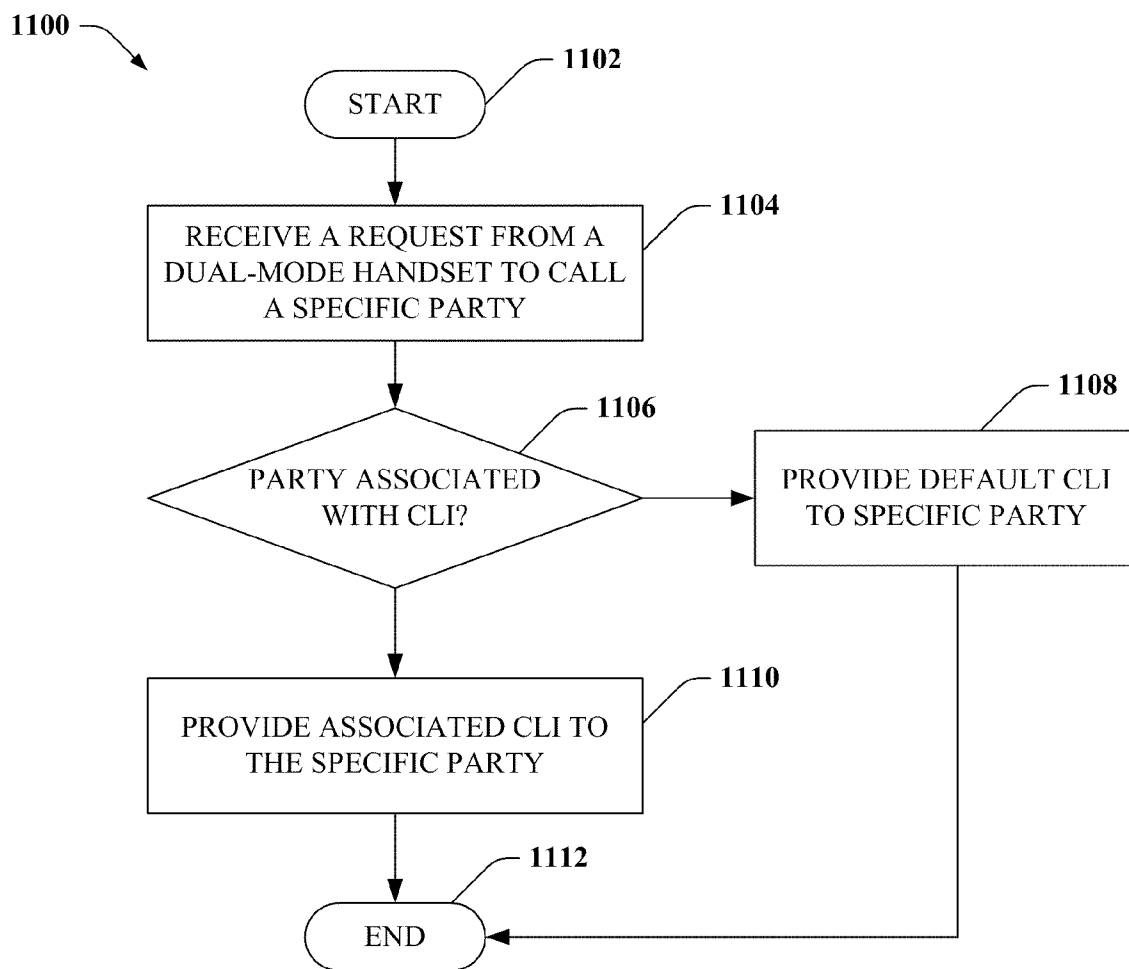 1100
1102
START
1104
RECEIVE A REQUEST FROM A
DUAL-MODE HANDSET TO CALL
A SPECIFIC PARTY
1106
PARTY ASSOCIATED
WITH CLI?
1108
PROVIDE DEFAULT CLI
TO SPECIFIC PARTY
1110
PROVIDE ASSOCIATED CLI TO
THE SPECIFIC PARTY
1112
END